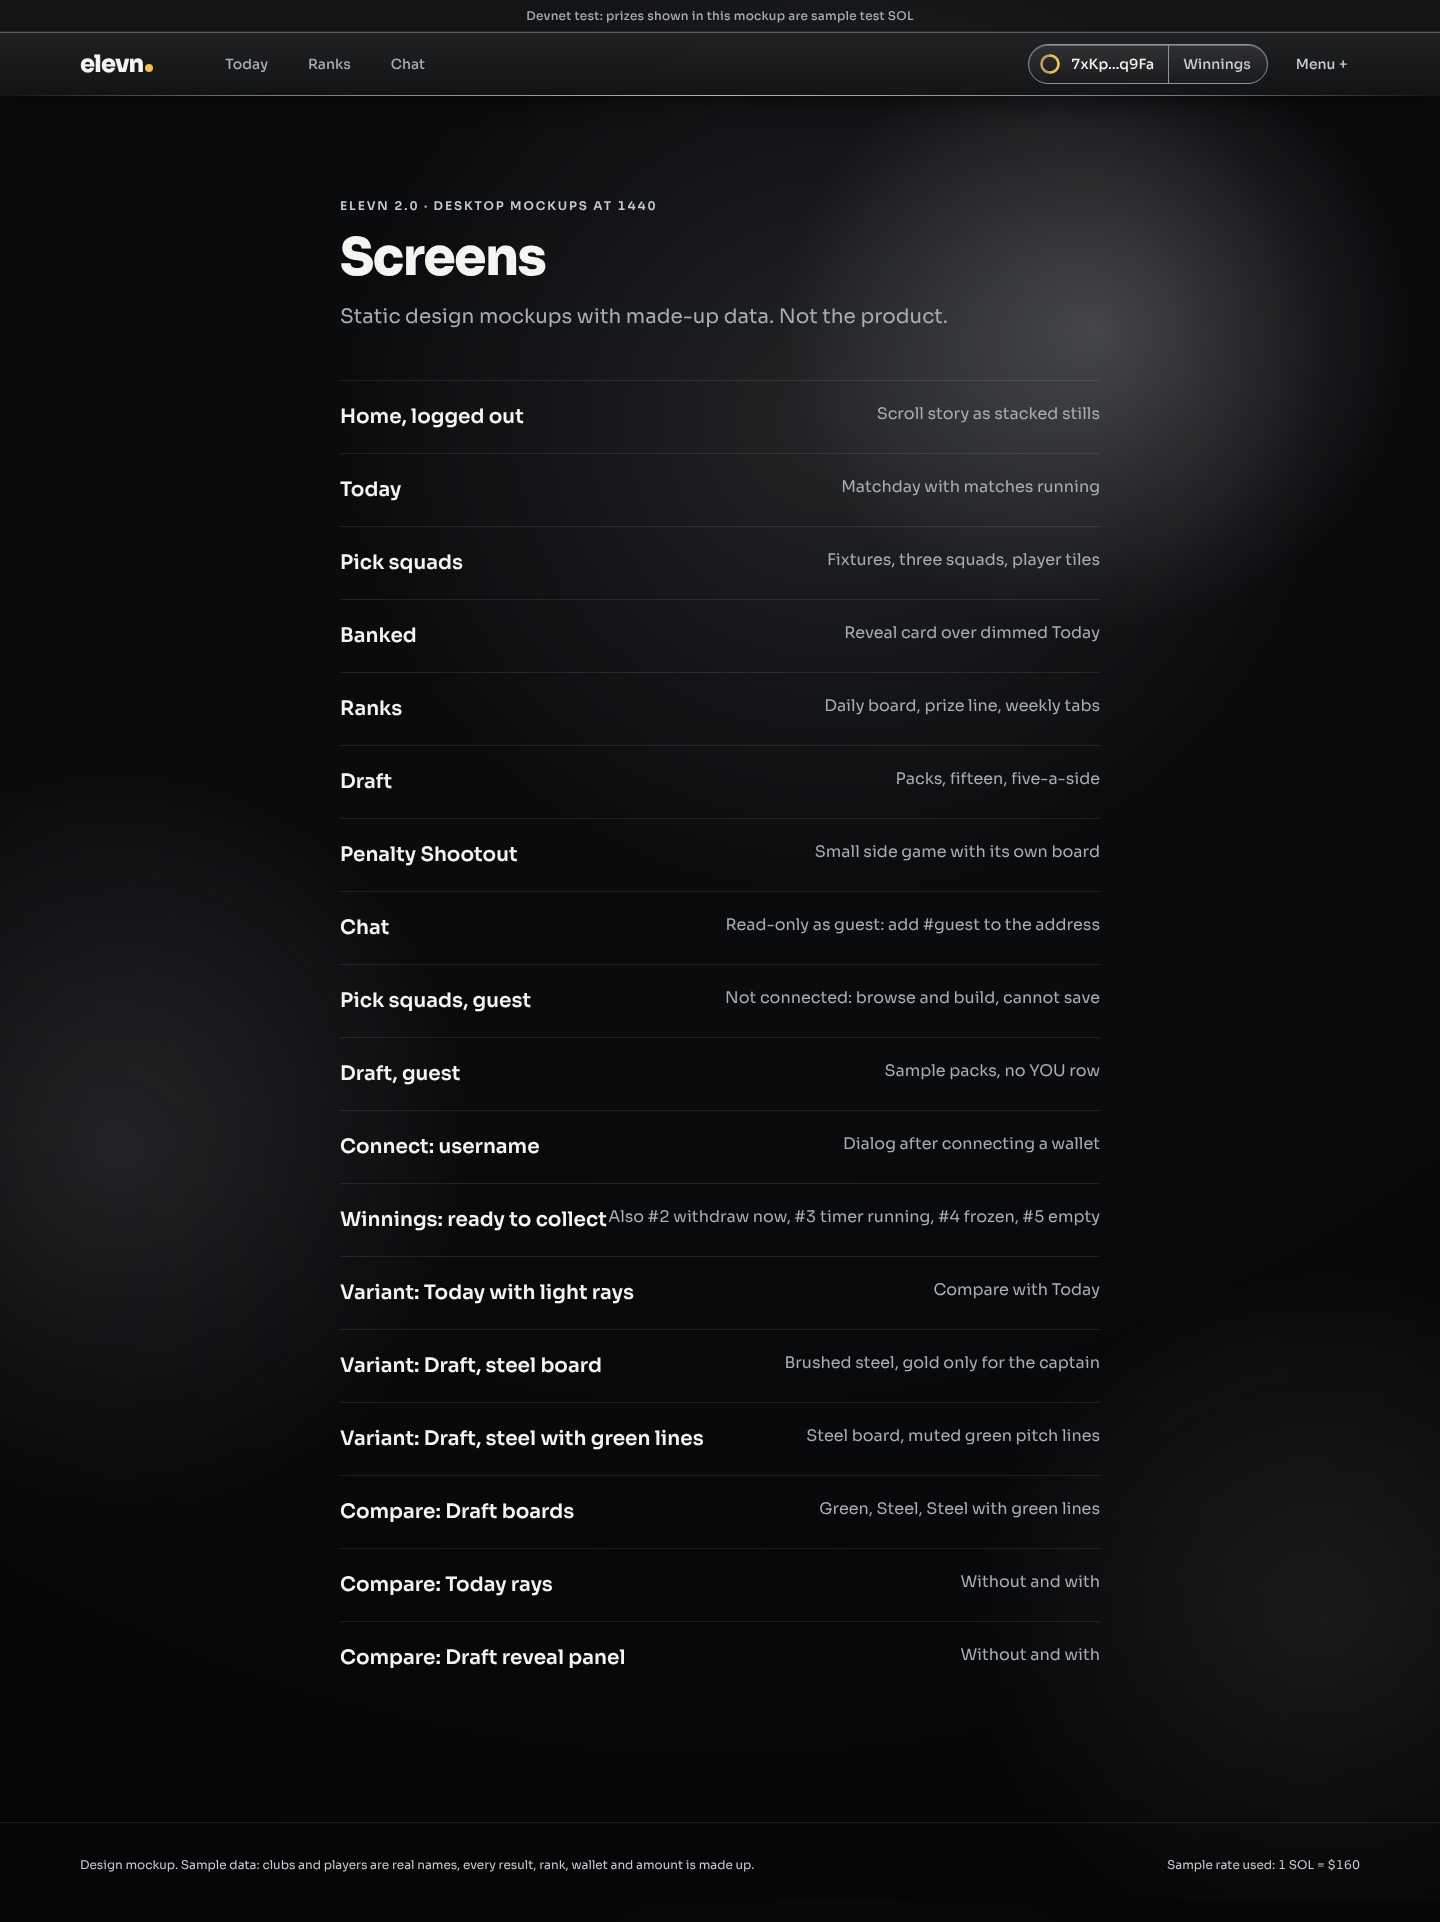 Devnet test: prizes shown in this mockup are sample test SOL
elevn. Today Ranks Chat 7xKp...q9Fa Winnings Menu +
ELEVN 2.0 · DESKTOP MOCKUPS AT 1440
Screens
Static design mockups with made-up data. Not the product.
Home, logged out Scroll story as stacked stills
Today Matchday with matches running
Pick squads Fixtures, three squads, player tiles
Banked Reveal card over dimmed Today
Ranks Daily board, prize line, weekly tabs
Draft Packs, fifteen, five-a-side
Penalty Shootout Small side game with its own board
Chat Read-only as guest: add #guest to the address
Pick squads, guest Not connected: browse and build, cannot save
Draft, guest Sample packs, no YOU row
Connect: username Dialog after connecting a wallet
Winnings: ready to collect Also #2 withdraw now, #3 timer running, #4 frozen, #5 empty
Variant: Today with light rays Compare with Today
Variant: Draft, steel board Brushed steel, gold only for the captain
Variant: Draft, steel with green lines Steel board, muted green pitch lines
Compare: Draft boards Green, Steel, Steel with green lines
Compare: Today rays Without and with
Compare: Draft reveal panel Without and with
Design mockup. Sample data: clubs and players are real names, every result, rank, wallet and amount is made up. Sample rate used: 1 SOL = $160